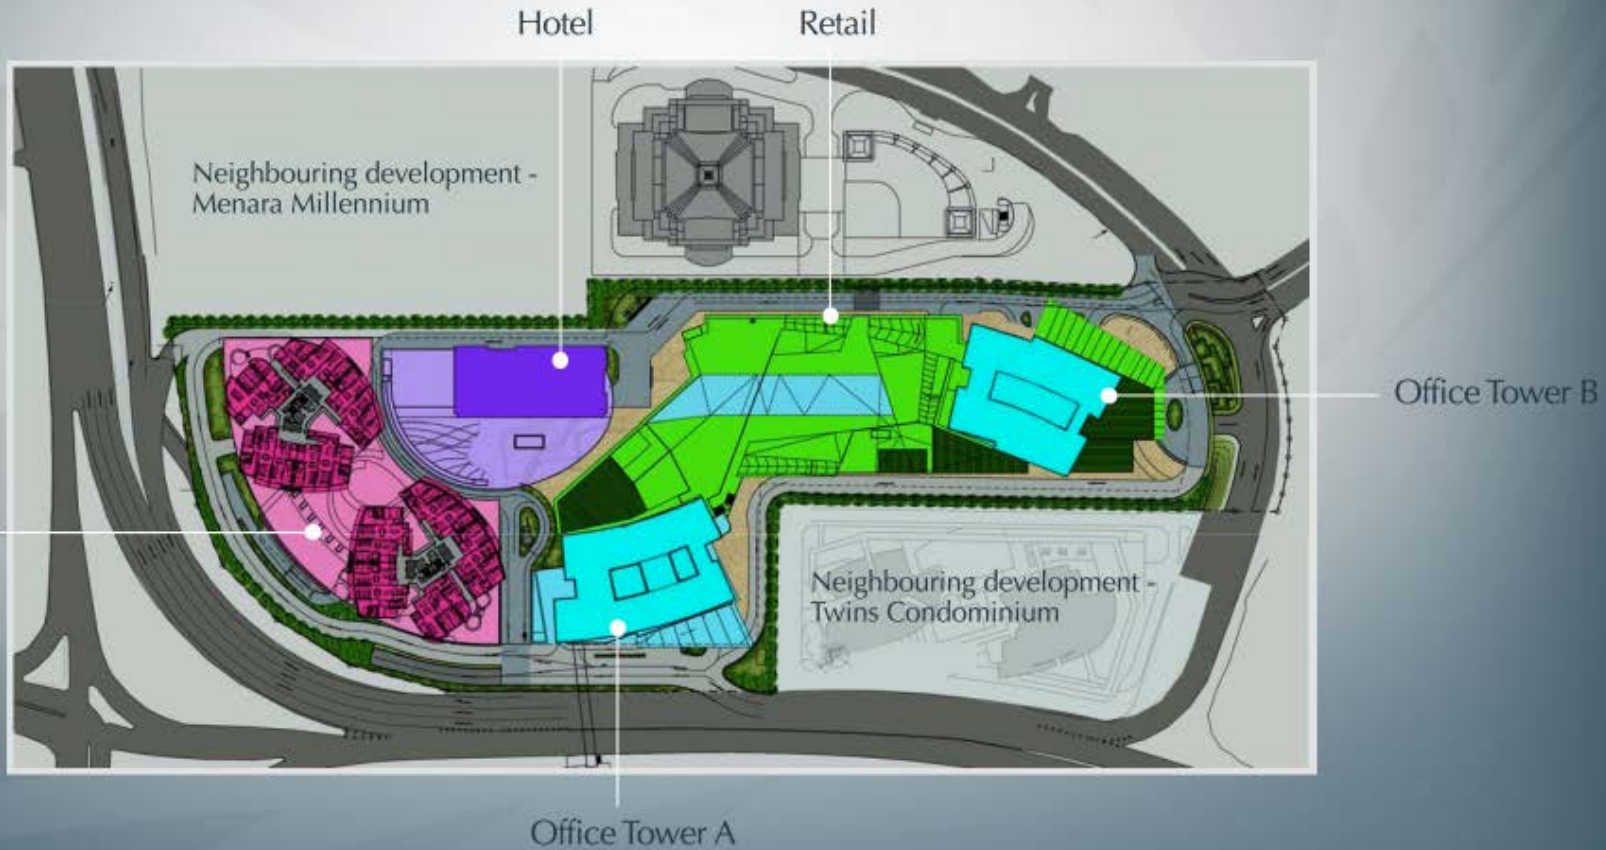 Hotel
Retail
Neighbouring development -
Menara Millennium
Office Tower B
Neighbouring development -
Twins Condominium
Office Tower A